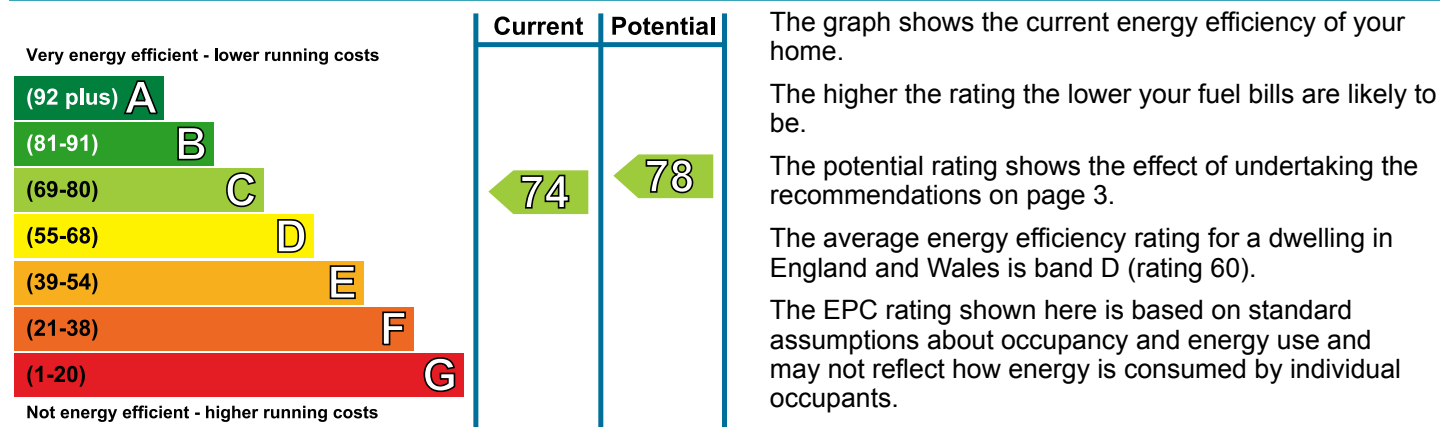 Current Potential
Very energy efficient - lower running costs
(92 plus) A
(81-91) B
(69-80) C
(55-68) D
(39-54) E
(21-38) F
(1-20) G
Not energy efficient - higher running costs
74
78
The graph shows the current energy efficiency of your
home.
The higher the rating the lower your fuel bills are likely to
be.
The potential rating shows the effect of undertaking the
recommendations on page 3.
The average energy efficiency rating for a dwelling in
England and Wales is band D (rating 60).
The EPC rating shown here is based on standard
assumptions about occupancy and energy use and
may not reflect how energy is consumed by individual
occupants.